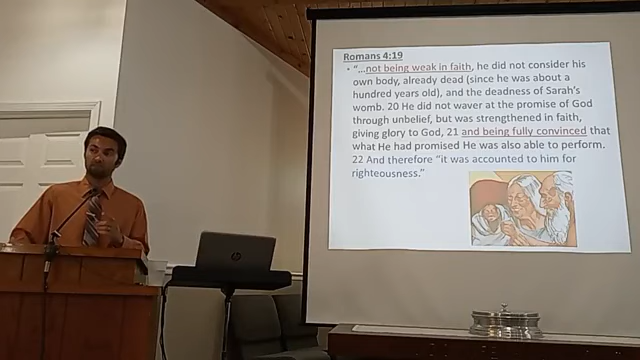 Romans 4:19
• "…not being weak in faith, he did not consider his
own body, already dead (since he was about a
hundred years old), and the deadness of Sarah's
womb. 20 He did not waver at the promise of God
through unbelief, but was strengthened in faith,
giving glory to God, 21 and being fully convinced that
what He had promised He was also able to perform.
22 And therefore "it was accounted to him for
righteousness."
hp